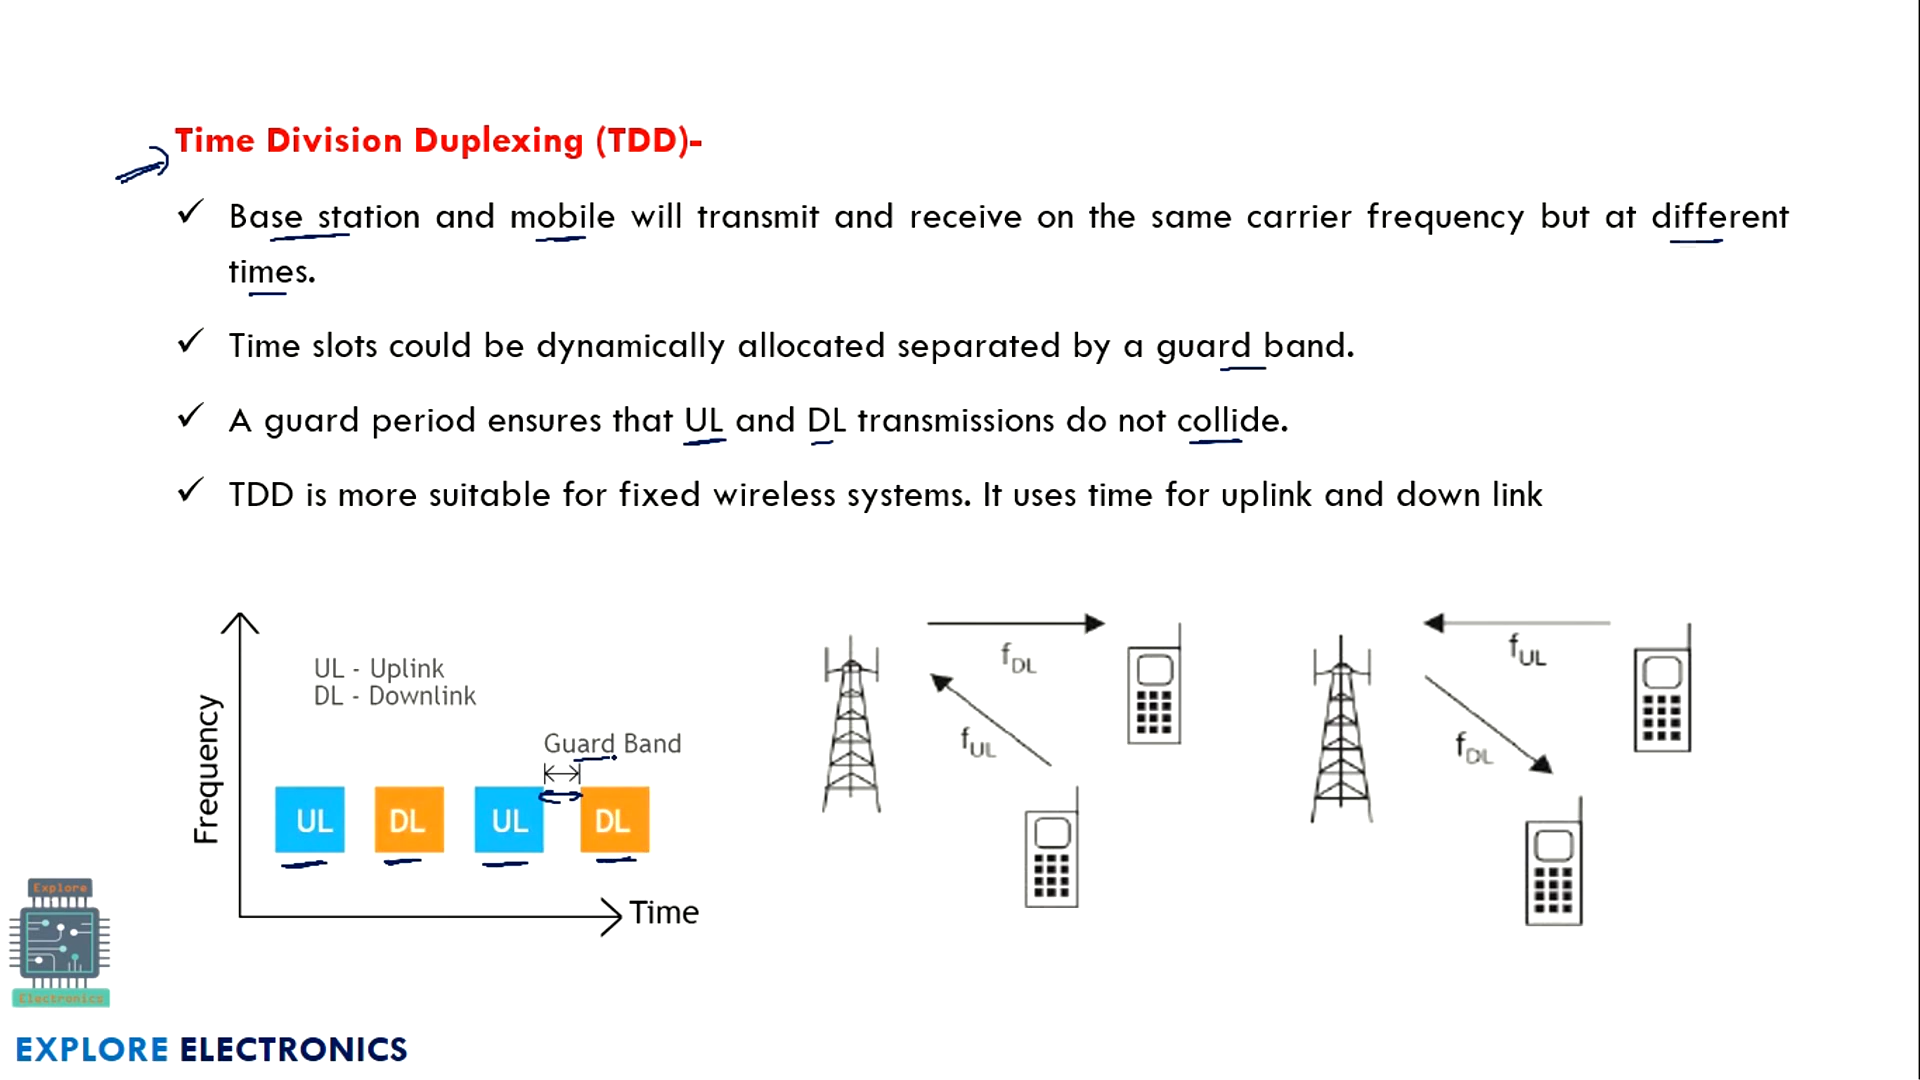 Time Division Duplexing (TDD)-
✓ Base station and mobile will transmit and receive on the same carrier frequency but at different
times.
✓ Time slots could be dynamically allocated separated by a guard band.
✓ A guard period ensures that UL and DL transmissions do not collide.
✓ TDD is more suitable for fixed wireless systems. It uses time for uplink and down link
UL - Uplink
DL - Downlink
Guard Band
Frequency
UL DL UL DL
Time
fDL
fUL
fUL
fDL
Explore
Electronics
EXPLORE ELECTRONICS